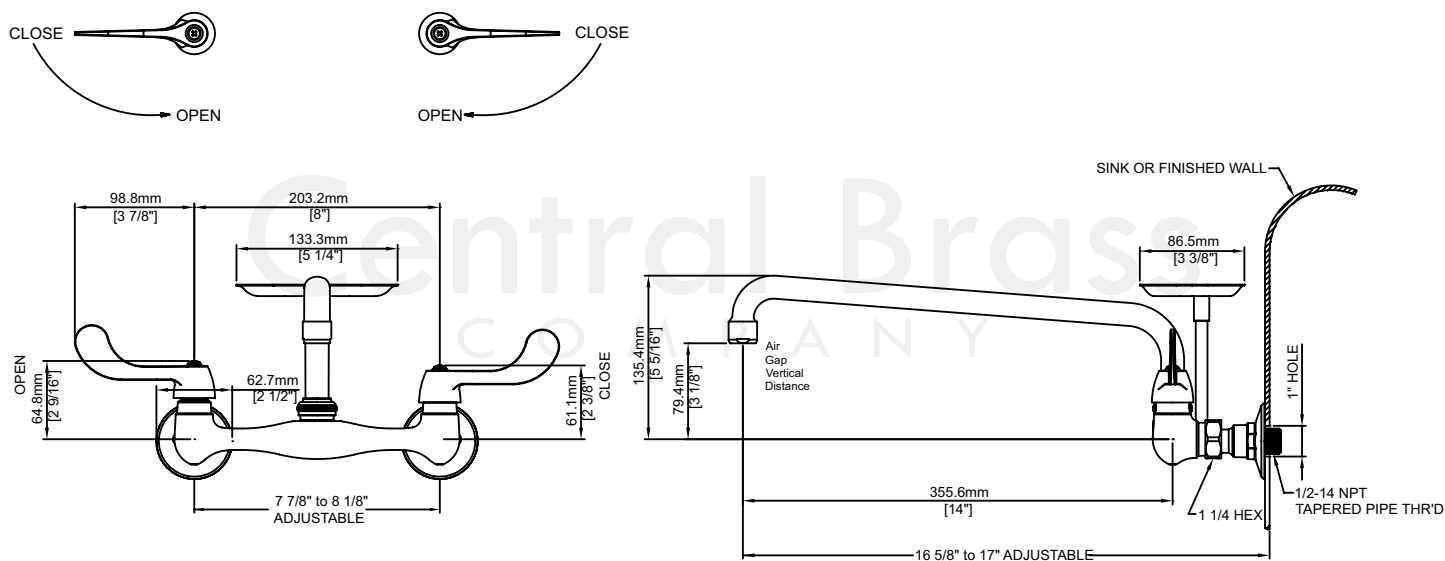 CLOSE
CLOSE
OPEN
OPEN
Central Brass
COMPANY
SINK OR FINISHED WALL
98.8mm
[3 7/8"]
203.2mm
[8"]
133.3mm
[5 1/4"]
86.5mm
[3 3/8"]
OPEN
64.8mm
[2 9/16"]
62.7mm
[2 1/2"]
61.1mm
[2 3/8"]
CLOSE
135.4mm
[5 5/16"]
79.4mm
[3 1/8"]
Air
Gap
Vertical
Distance
1" HOLE
7 7/8" to 8 1/8"
ADJUSTABLE
355.6mm
[14"]
1 1/4 HEX
1/2-14 NPT
TAPERED PIPE THR'D
16 5/8" to 17" ADJUSTABLE